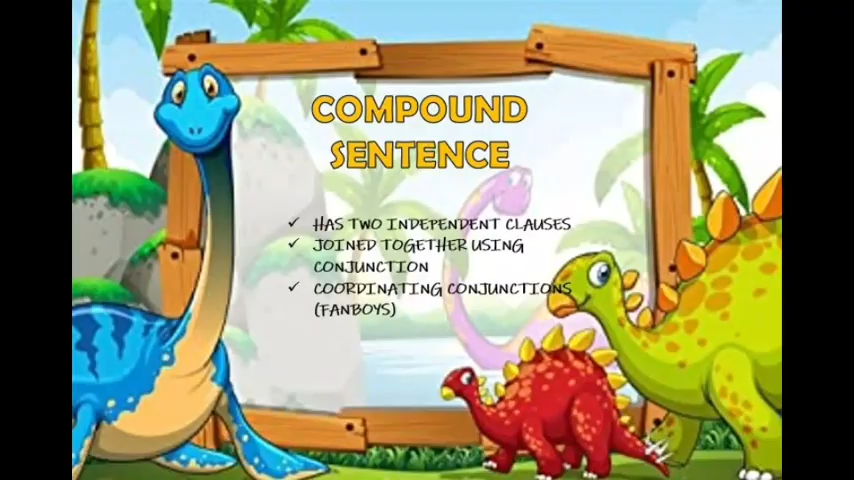 COMPOUND
SENTENCE
✓ HAS TWO INDEPENDENT CLAUSES
✓ JOINED TOGETHER USING
CONJUNCTION
✓ COORDINATING CONJUNCTIONS
(FANBOYS)